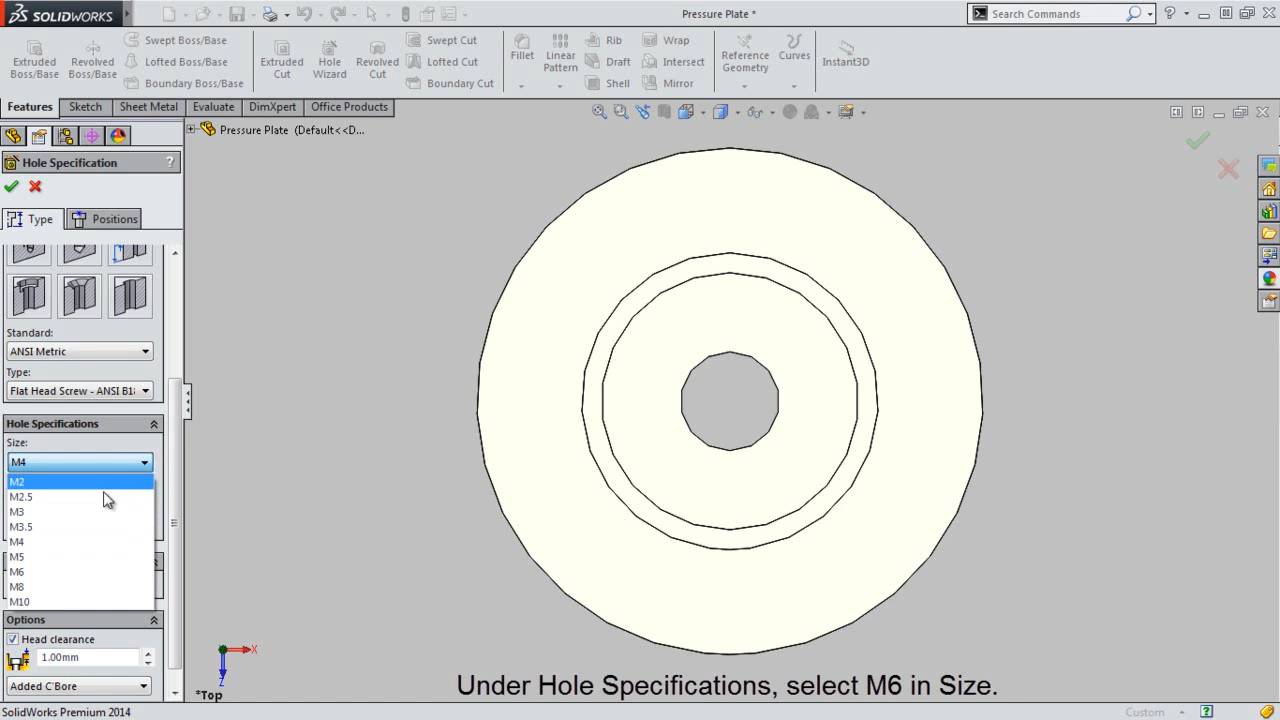 SOLIDWORKS
Pressure Plate *
Search Commands
Extruded Boss/Base
Revolved Boss/Base
Swept Boss/Base
Lofted Boss/Base
Boundary Boss/Base
Extruded Cut
Hole Wizard
Revolved Cut
Swept Cut
Lofted Cut
Boundary Cut
Fillet
Linear Pattern
Rib
Draft
Shell
Wrap
Intersect
Mirror
Reference Geometry
Curves
Instant3D
Features
Sketch
Sheet Metal
Evaluate
DimXpert
Office Products
Pressure Plate (Default<<D...
Hole Specification
?
Type
Positions
Standard:
ANSI Metric
Type:
Flat Head Screw - ANSI B18
Hole Specifications
Size:
M4
M2
M2.5
M3
M3.5
M4
M5
M6
M8
M10
Options
Head clearance
1.00mm
Added C'Bore
X
Z
*Top
Under Hole Specifications, select M6 in Size.
SolidWorks Premium 2014
Custom